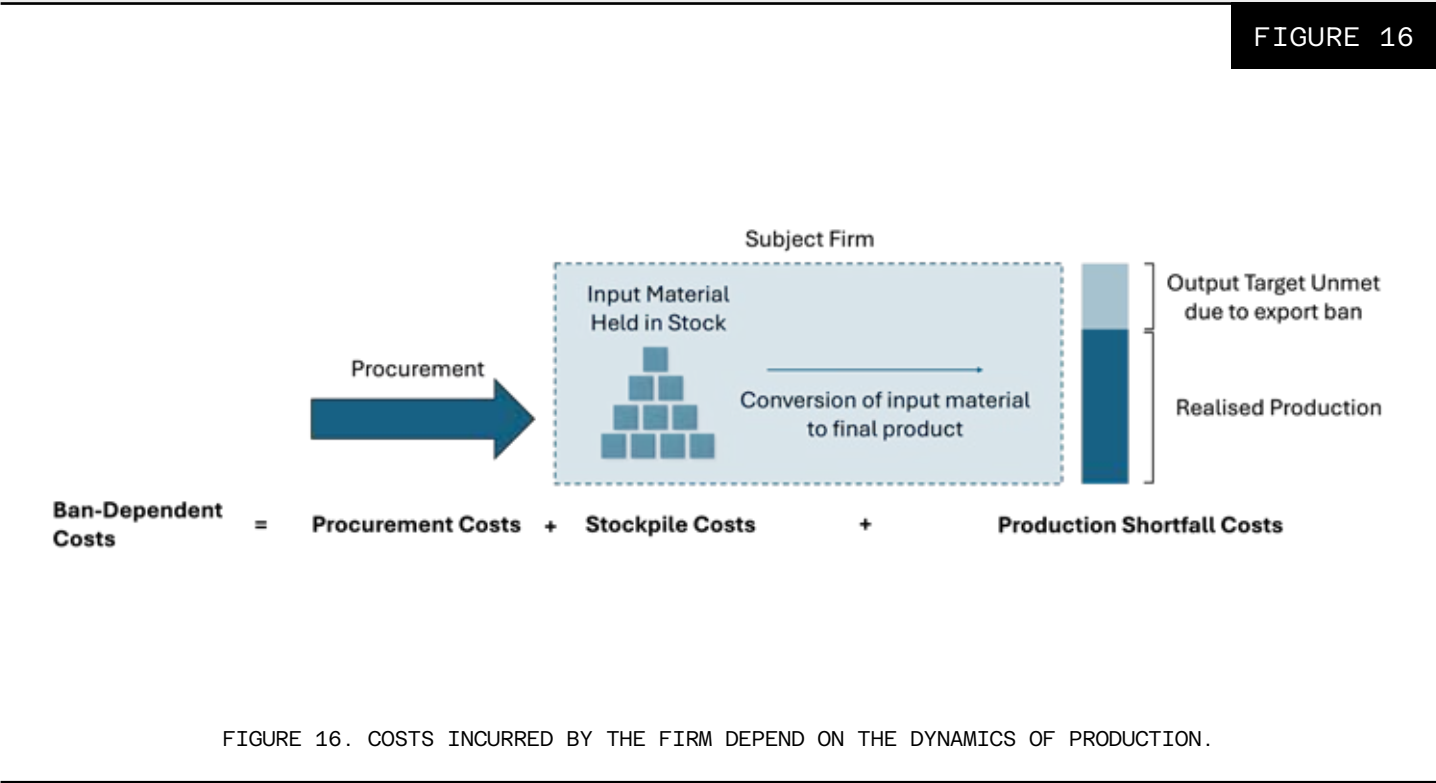 FIGURE 16
Subject Firm
Input Material
Held in Stock
Procurement
Conversion of input material
to final product
Output Target Unmet
due to export ban
Realised Production
Ban-Dependent
Costs
= Procurement Costs + Stockpile Costs + Production Shortfall Costs
FIGURE 16. COSTS INCURRED BY THE FIRM DEPEND ON THE DYNAMICS OF PRODUCTION.